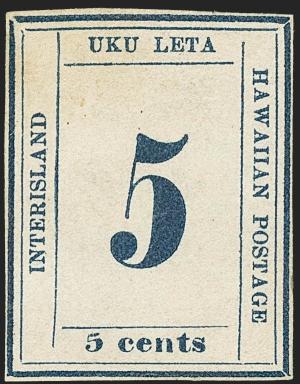 UKU LETA
INTERISLAND
5
HAWAIIAN POSTAGE
5 cents